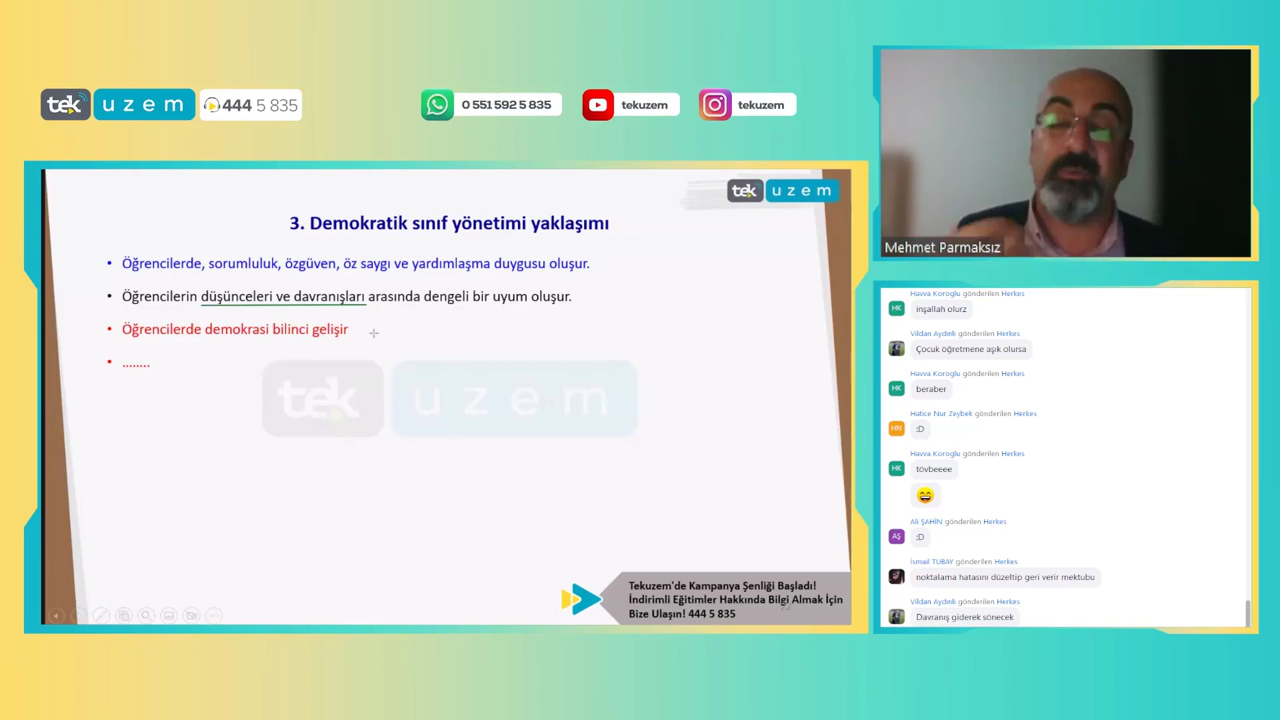 tek uzem 444 5 835
0 551 592 5 835
tekuzem
tekuzem
tek uzem
3. Demokratik sınıf yönetimi yaklaşımı
• Öğrencilerde, sorumluluk, özgüven, öz saygı ve yardımlaşma duygusu oluşur.
• Öğrencilerin düşünceleri ve davranışları arasında dengeli bir uyum oluşur.
• Öğrencilerde demokrasi bilinci gelişir
• ........
tek uzem
Tekuzem'de Kampanya Şenliği Başladı!
İndirimli Eğitimler Hakkında Bilgi Almak İçin
Bize Ulaşın! 444 5 835
Mehmet Parmaksız
Havva Koroglu gönderilen Herkes
HK inşallah olurz
Vildan Aydınlı gönderilen Herkes
Çocuk öğretmene aşık olursa
Havva Koroglu gönderilen Herkes
HK beraber
Hatice Nur Zeybek gönderilen Herkes
HN :D
Havva Koroglu gönderilen Herkes
HK tövbeeee
Ali ŞAHİN gönderilen Herkes
AŞ :D
İsmail TUBAY gönderilen Herkes
noktalama hatasını düzeltip geri verir mektubu
Vildan Aydınlı gönderilen Herkes
Davranış giderek sönecek